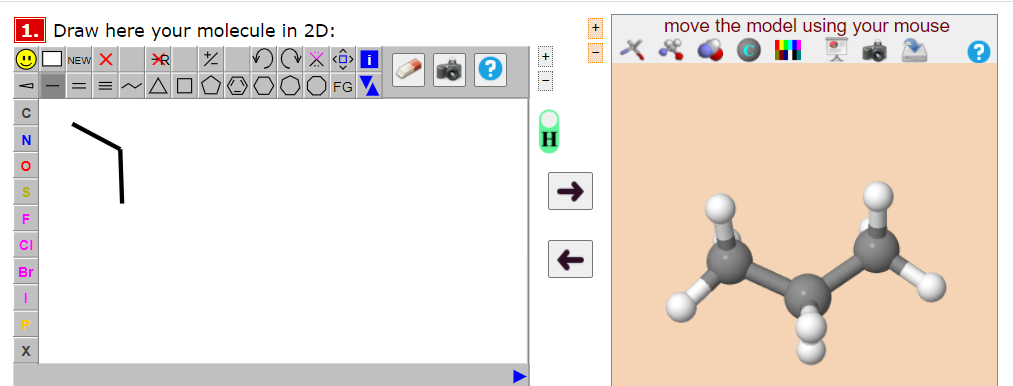 1. Draw here your molecule in 2D:
NEW X R +/- i
FG
C
N
O
S
F
Cl
Br
I
P
X
+
−
H
+
−
move the model using your mouse
C
?
?